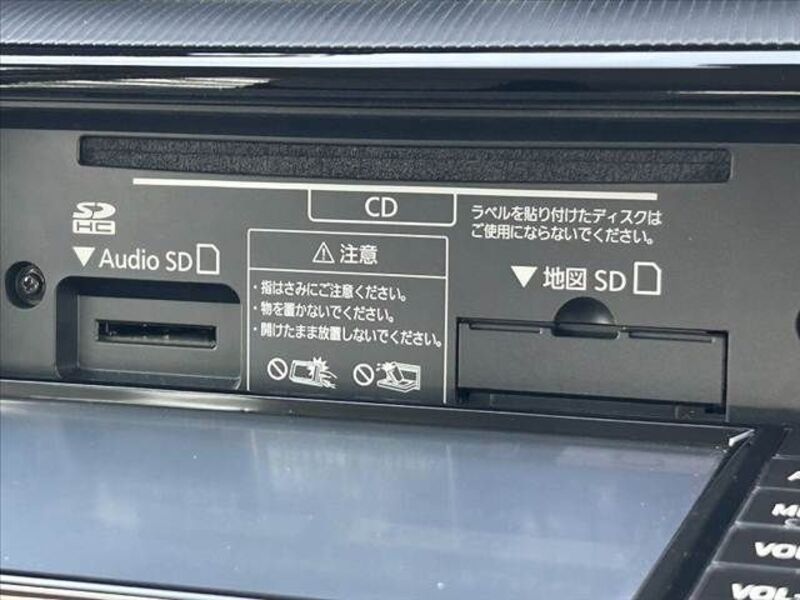 CD
ラベルを貼り付けたディスクは
ご使用にならないでください。
SD
HC
▼Audio SD
⚠注意
・指はさみにご注意ください。
・物を置かないでください。
・開けたまま放置しないでください。
▼地図 SD
VOL